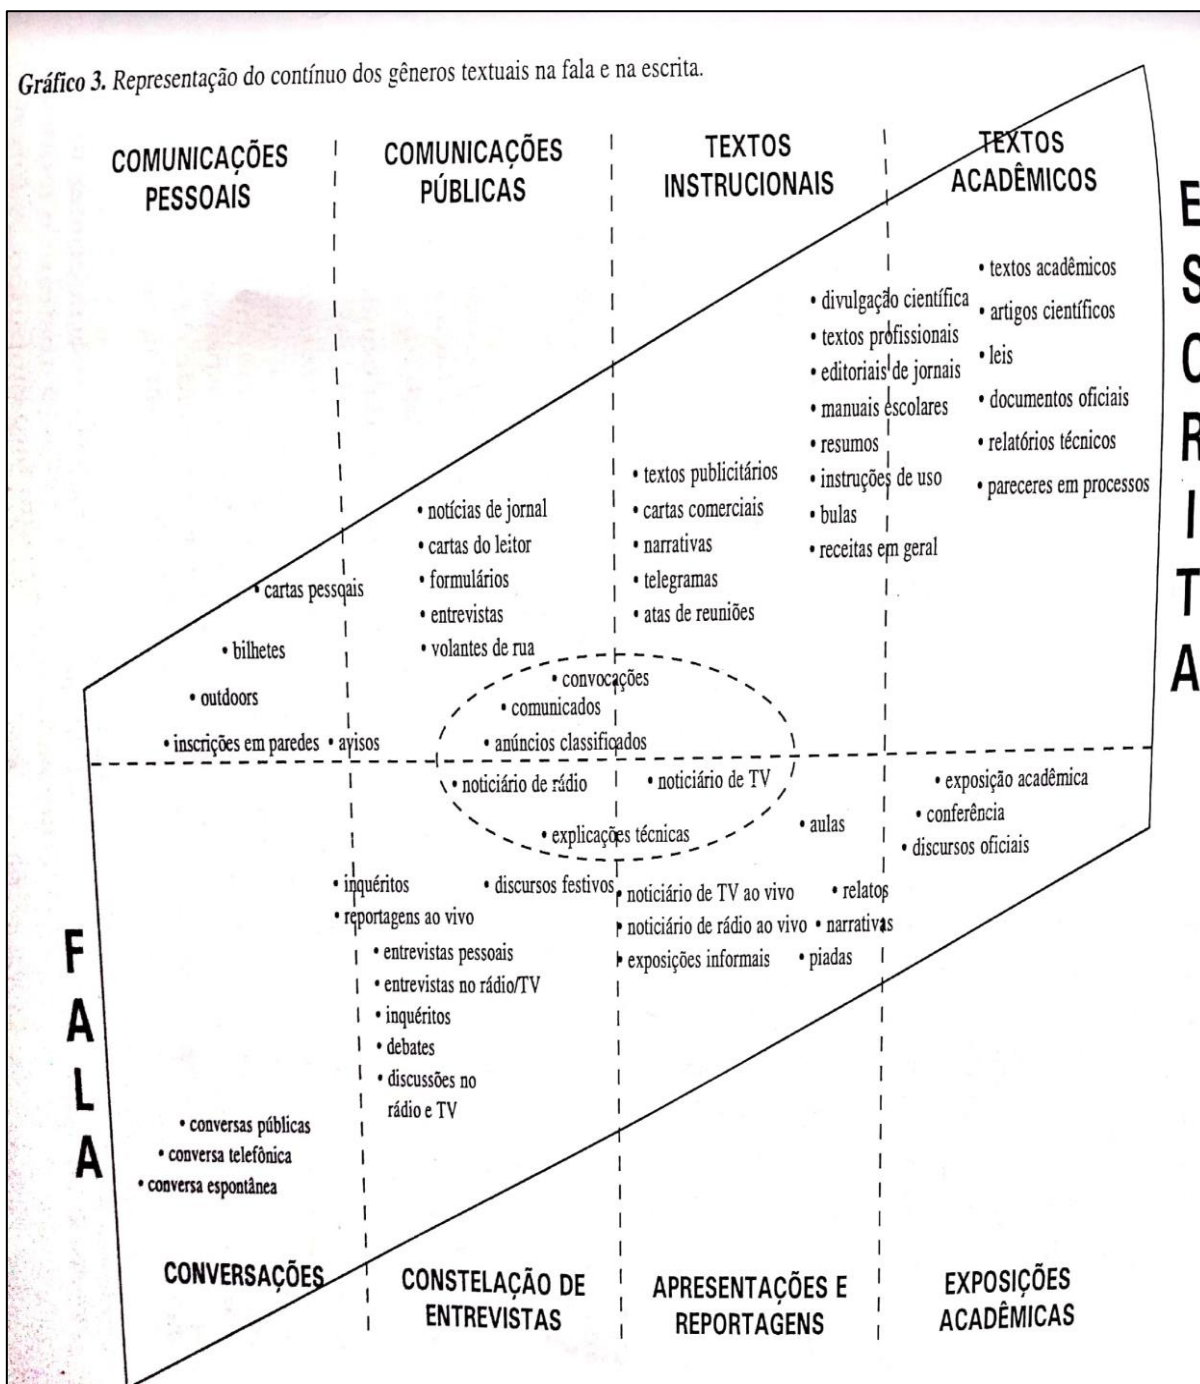 Gráfico 3. Representação do contínuo dos gêneros textuais na fala e na escrita.
COMUNICAÇÕES
PESSOAIS
COMUNICAÇÕES
PÚBLICAS
TEXTOS
INSTRUCIONAIS
TEXTOS
ACADÊMICOS
ESCRITA
• textos acadêmicos
• artigos científicos
• leis
• documentos oficiais
• relatórios técnicos
• pareceres em processos
• divulgação científica
• textos profissionais
• editoriais de jornais
• manuais escolares
• resumos
• instruções de uso
• bulas
• receitas em geral
• textos publicitários
• cartas comerciais
• narrativas
• telegramas
• atas de reuniões
• notícias de jornal
• cartas do leitor
• formulários
• entrevistas
• volantes de rua
• cartas pessoais
• bilhetes
• outdoors
• inscrições em paredes • avisos
• convocações
• comunicados
• anúncios classificados
• noticiário de rádio
• noticiário de TV
• explicações técnicas
• aulas
• exposição acadêmica
• conferência
• discursos oficiais
• inquéritos
• reportagens ao vivo
• discursos festivos
• entrevistas pessoais
• entrevistas no rádio/TV
• inquéritos
• debates
• discussões no
rádio e TV
• noticiário de TV ao vivo
• relatos
• noticiário de rádio ao vivo • narrativas
• exposições informais
• piadas
• conversas públicas
• conversa telefônica
• conversa espontânea
FALA
CONVERSAÇÕES
CONSTELAÇÃO DE
ENTREVISTAS
APRESENTAÇÕES E
REPORTAGENS
EXPOSIÇÕES
ACADÊMICAS